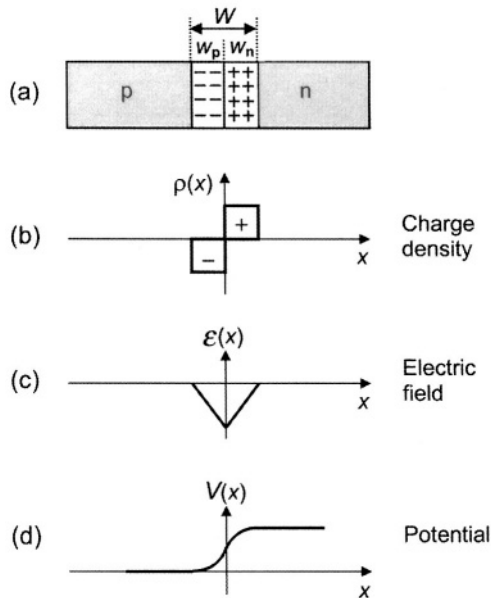 W
wp wn
(a)
p
n
– – + +
– – + +
– – + +
– – + +
ρ(x)
(b)
+
–
x
Charge
density
ℰ(x)
(c)
x
Electric
field
V(x)
(d)
x
Potential